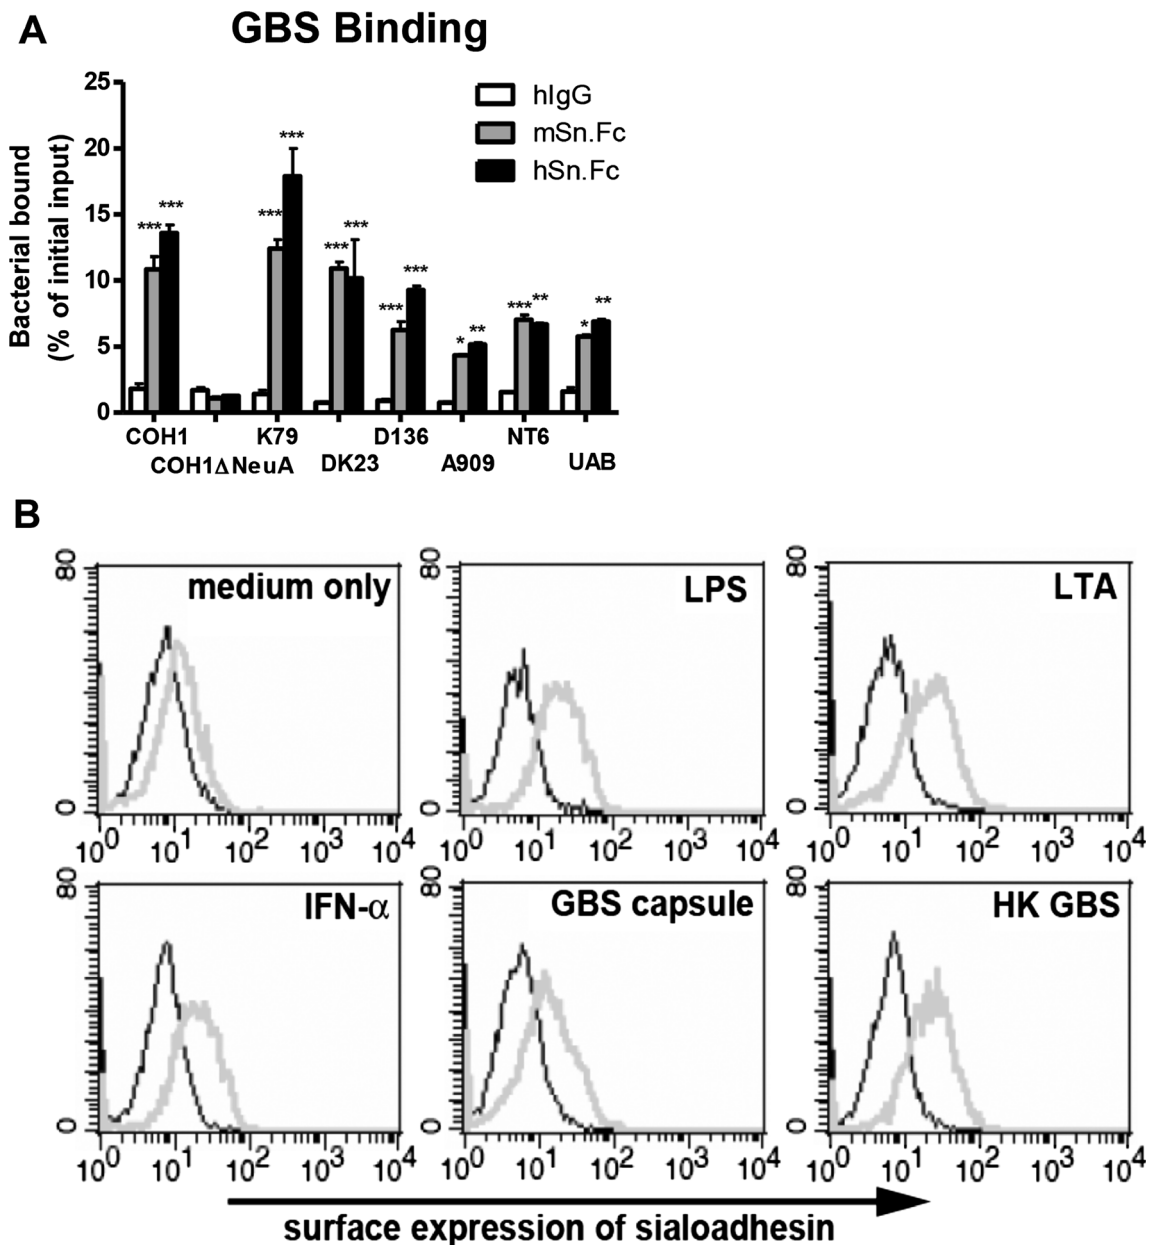 A
GBS Binding
Bacterial bound
(% of initial input)
25
20
15
10
5
0
hIgG
mSn.Fc
hSn.Fc
*** ***
*** ***
*** ***
*** ***
* **
*** **
* **
COH1 K79 D136 NT6
COH1ΔNeuA DK23 A909 UAB
B
80 80 80
medium only LPS LTA
0 0 0
10⁰ 10¹ 10² 10³ 10⁴ 10⁰ 10¹ 10² 10³ 10⁴ 10⁰ 10¹ 10² 10³ 10⁴
80 80 80
IFN-α GBS capsule HK GBS
0 0 0
10⁰ 10¹ 10² 10³ 10⁴ 10⁰ 10¹ 10² 10³ 10⁴ 10⁰ 10¹ 10² 10³ 10⁴
surface expression of sialoadhesin